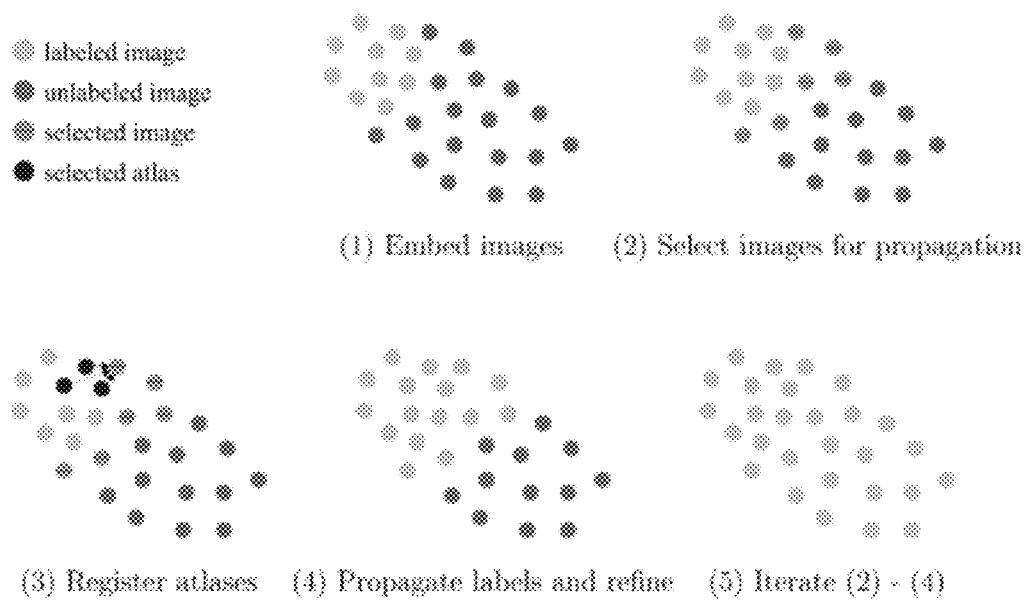 labeled image
unlabeled image
selected image
selected atlas
(1) Embed images
(2) Select images for propagation
(3) Register atlases
(4) Propagate labels and refine
(5) Iterate (2) - (4)